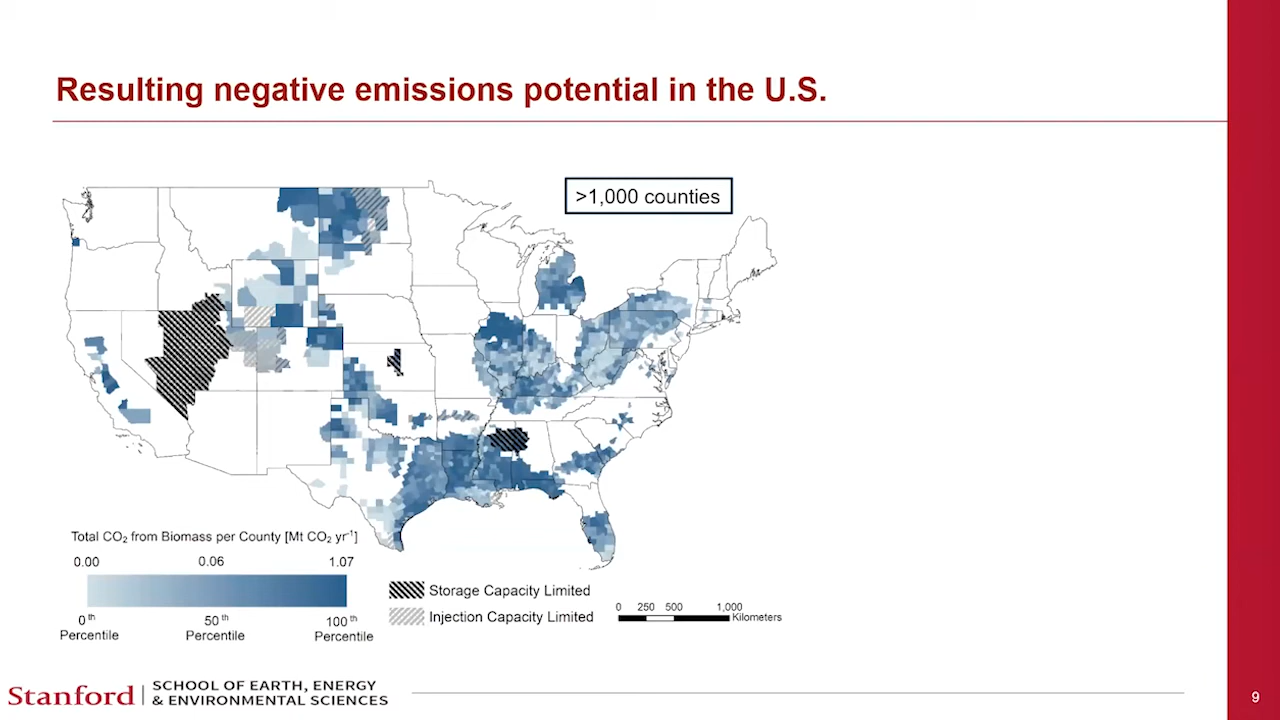 Resulting negative emissions potential in the U.S.
>1,000 counties
Total CO₂ from Biomass per County [Mt CO₂ yr⁻¹]
0.00 0.06 1.07
0 th 50 th 100 th
Percentile Percentile Percentile
Storage Capacity Limited
Injection Capacity Limited
0 250 500 1,000
Kilometers
Stanford
SCHOOL OF EARTH, ENERGY
& ENVIRONMENTAL SCIENCES
9